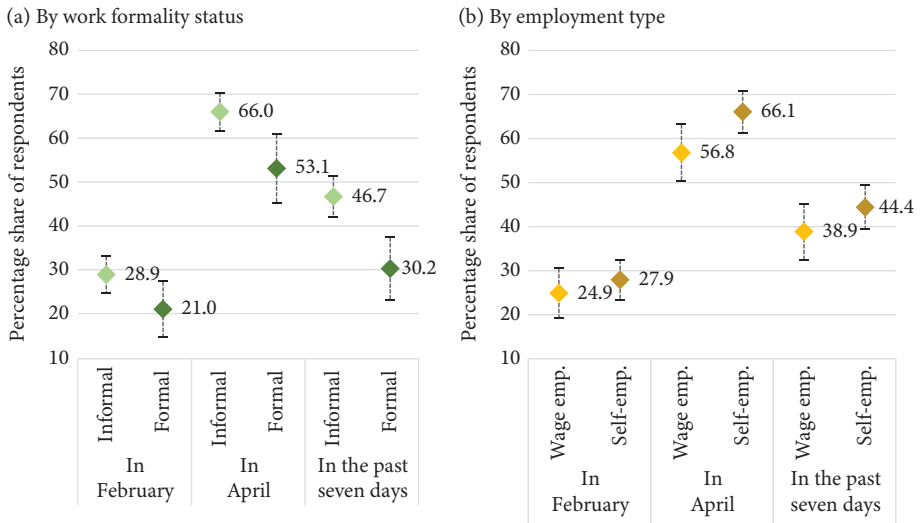 (a) By work formality status
Percentage share of respondents
80
70
60
50
40
30
20
10
28.9
21.0
66.0
53.1
46.7
30.2
Informal
Formal
Informal
Formal
Informal
Formal
In
February
In
April
In the past
seven days
(b) By employment type
Percentage share of respondents
80
70
60
50
40
30
20
10
24.9
27.9
56.8
66.1
38.9
44.4
Wage emp.
Self-emp.
Wage emp.
Self-emp.
Wage emp.
Self-emp.
In
February
In
April
In the past
seven days